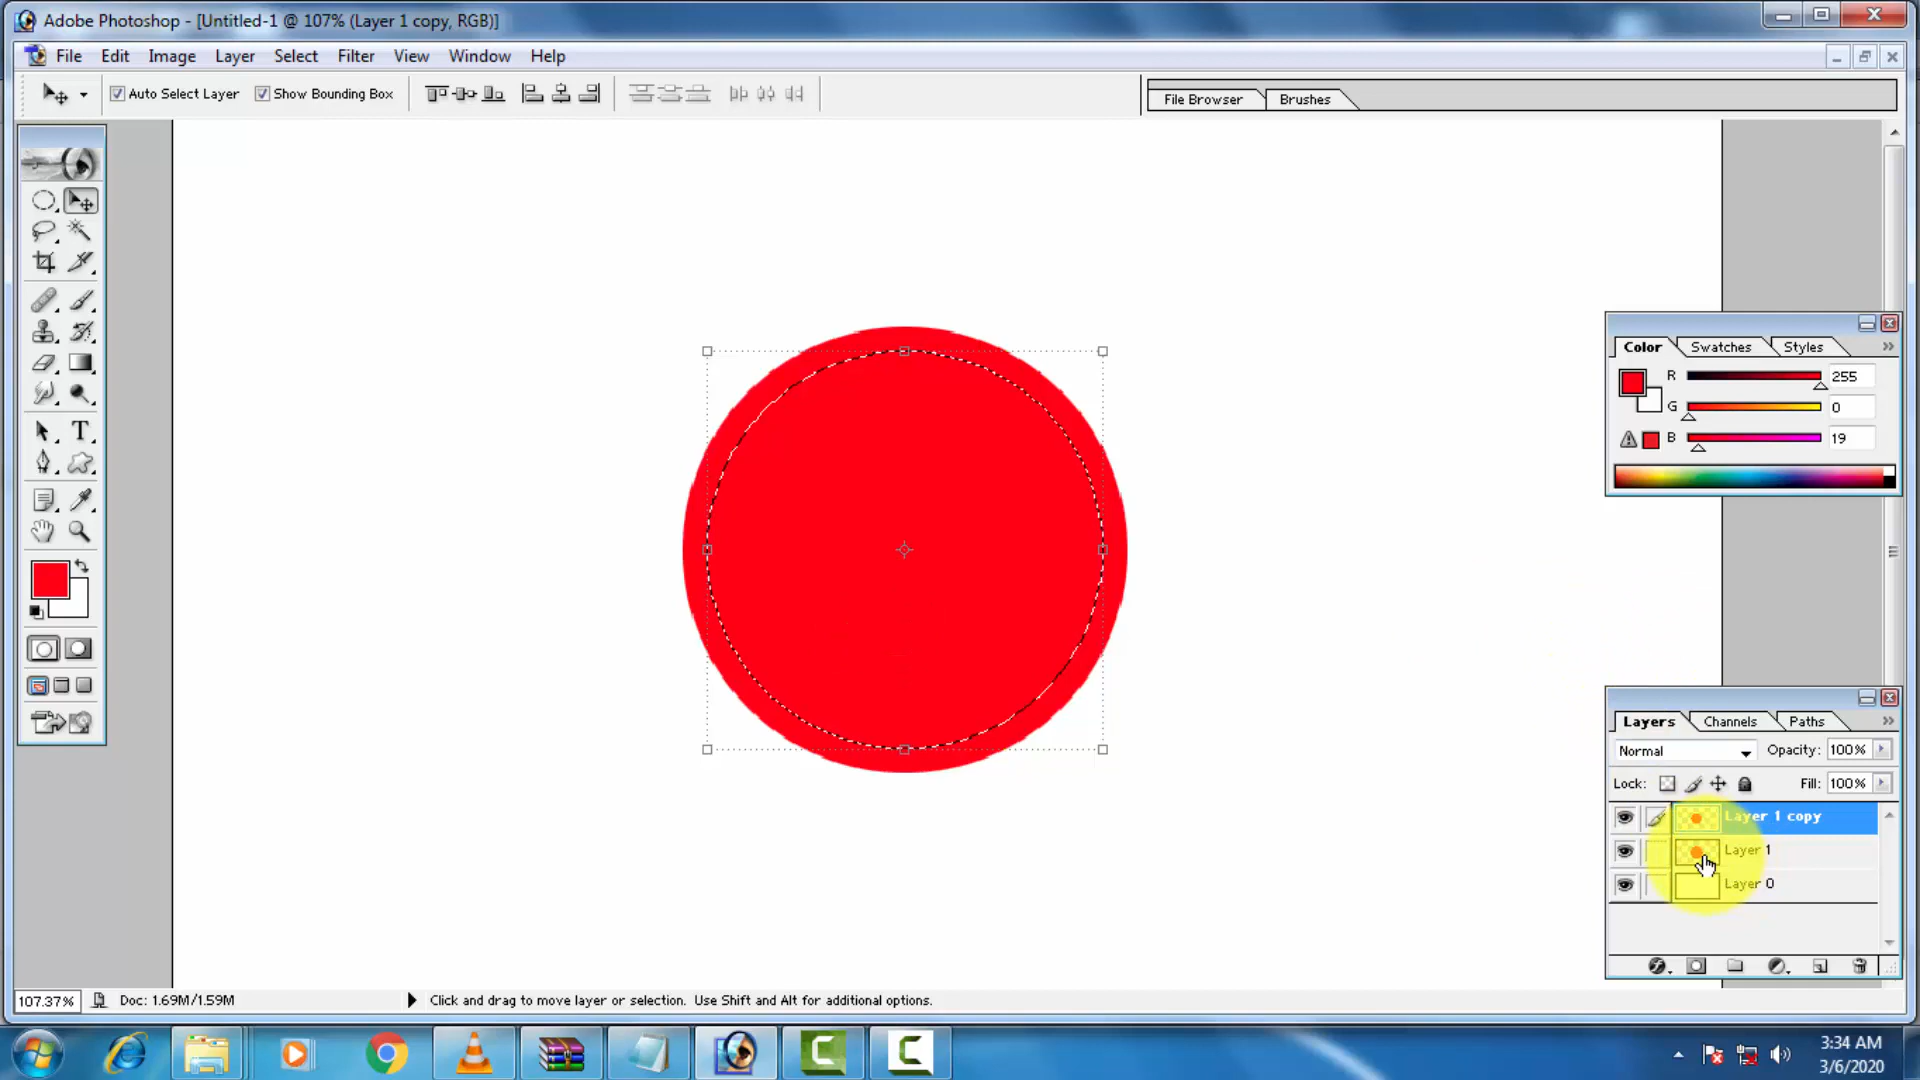 Adobe Photoshop - [Untitled-1 @ 107% (Layer 1 copy, RGB)]
File Edit Image Layer Select Filter View Window Help
Auto Select Layer Show Bounding Box
File Browser Brushes
T
Color Swatches Styles
R 255
G 0
B 19
Layers Channels Paths
Normal Opacity: 100%
Lock: Fill: 100%
Layer 1 copy
Layer 1
Layer 0
107.37% Doc: 1.69M/1.59M Click and drag to move layer or selection. Use Shift and Alt for additional options.
3:34 AM
3/6/2020